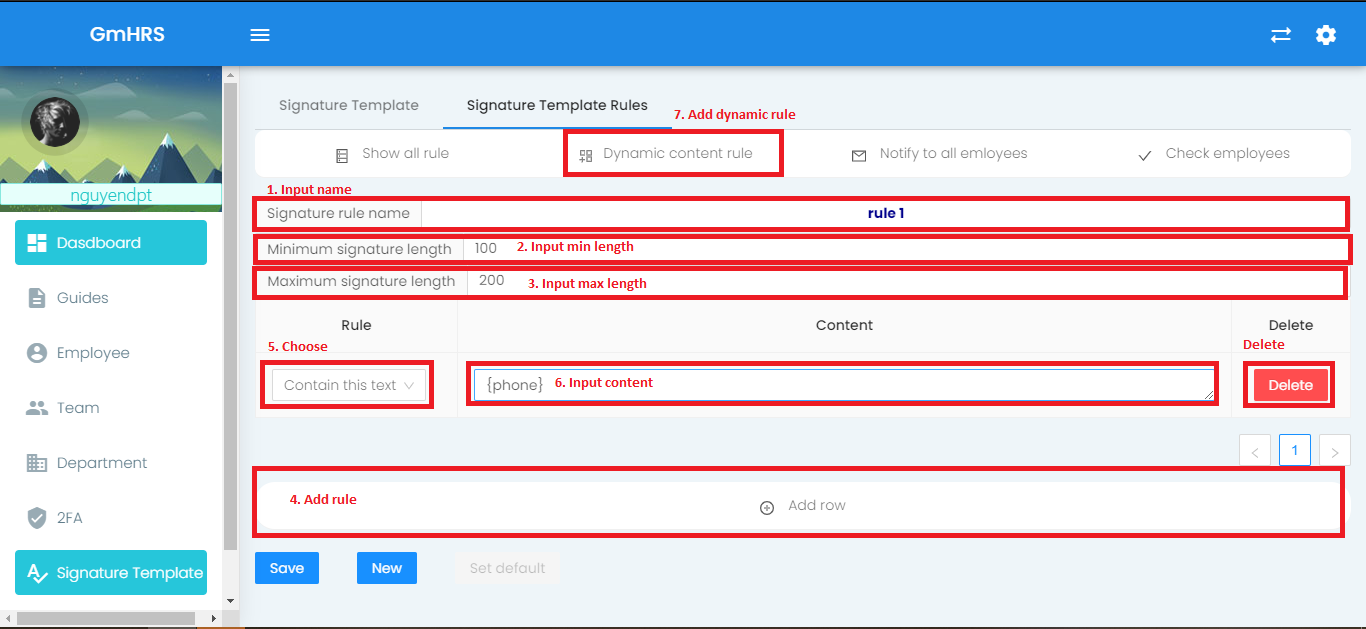 GmHRS
nguyendpt
Dasdboard
Guides
Employee
Team
Department
2FA
Signature Template
Signature Template
Signature Template Rules
7. Add dynamic rule
Show all rule
Dynamic content rule
Notify to all emloyees
Check employees
1. Input name
Signature rule name
rule 1
Minimum signature length
100
2. Input min length
Maximum signature length
200
3. Input max length
Rule
Content
Delete
5. Choose
Delete
Contain this text
{phone}
6. Input content
Delete
<
1
>
4. Add rule
Add row
Save
New
Set default